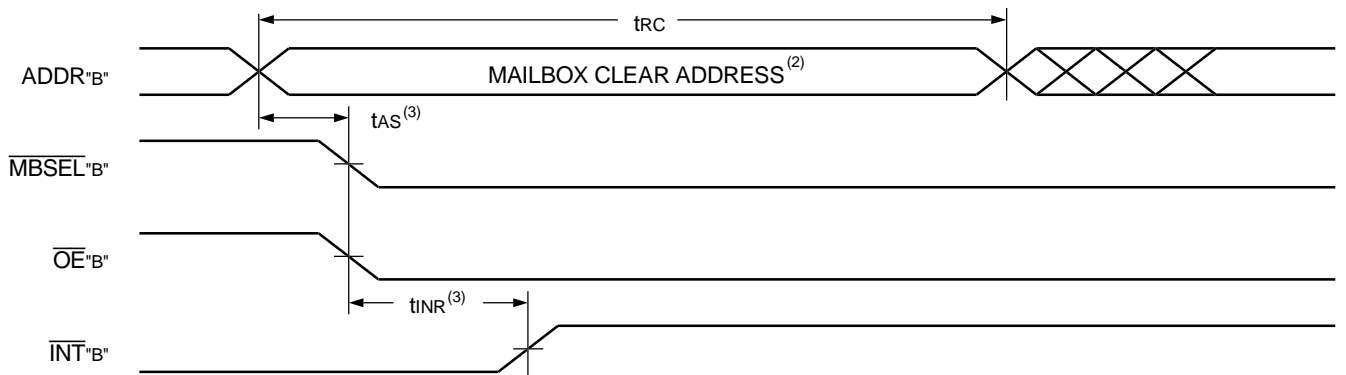 tRC
ADDR"B"
MAILBOX CLEAR ADDRESS(2)
tAS(3)
MBSEL"B"
OE"B"
tINR(3)
INT"B"